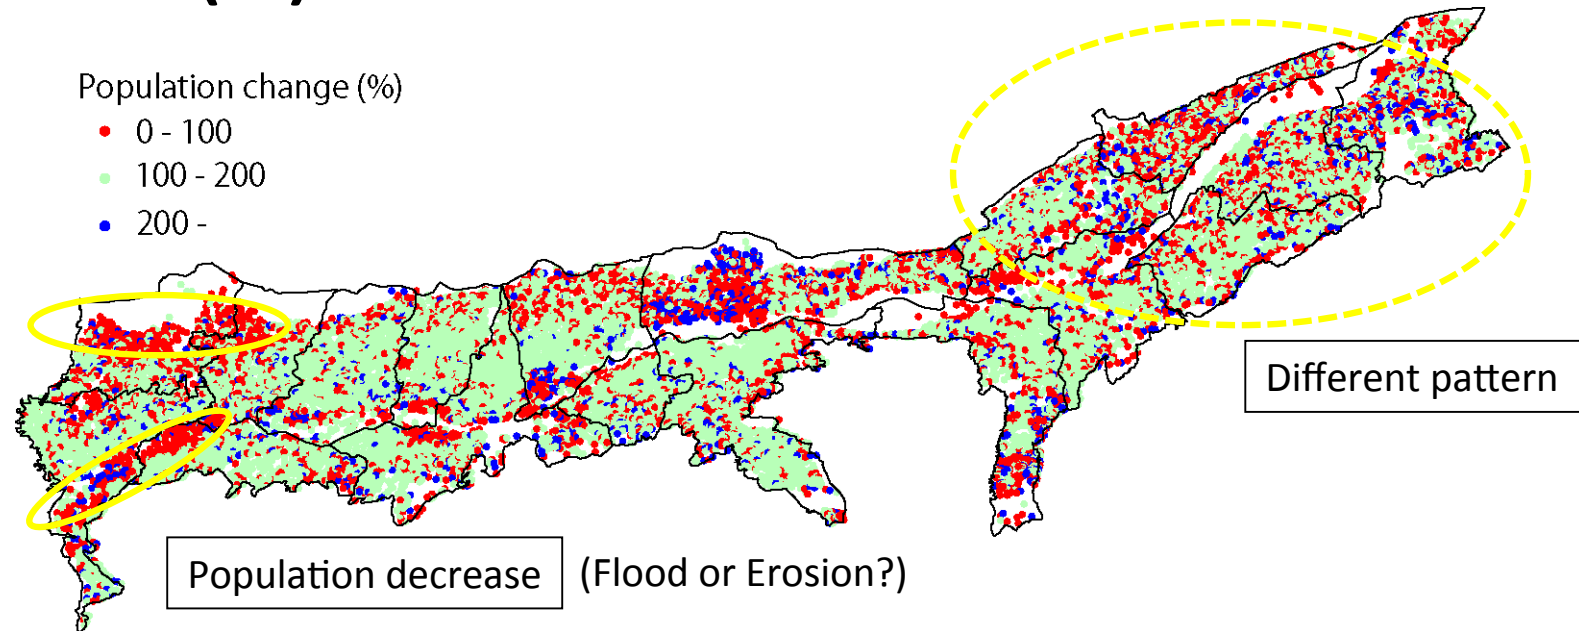 Population change (%)
0 - 100
100 - 200
200 -
Different pattern
Population decrease (Flood or Erosion?)